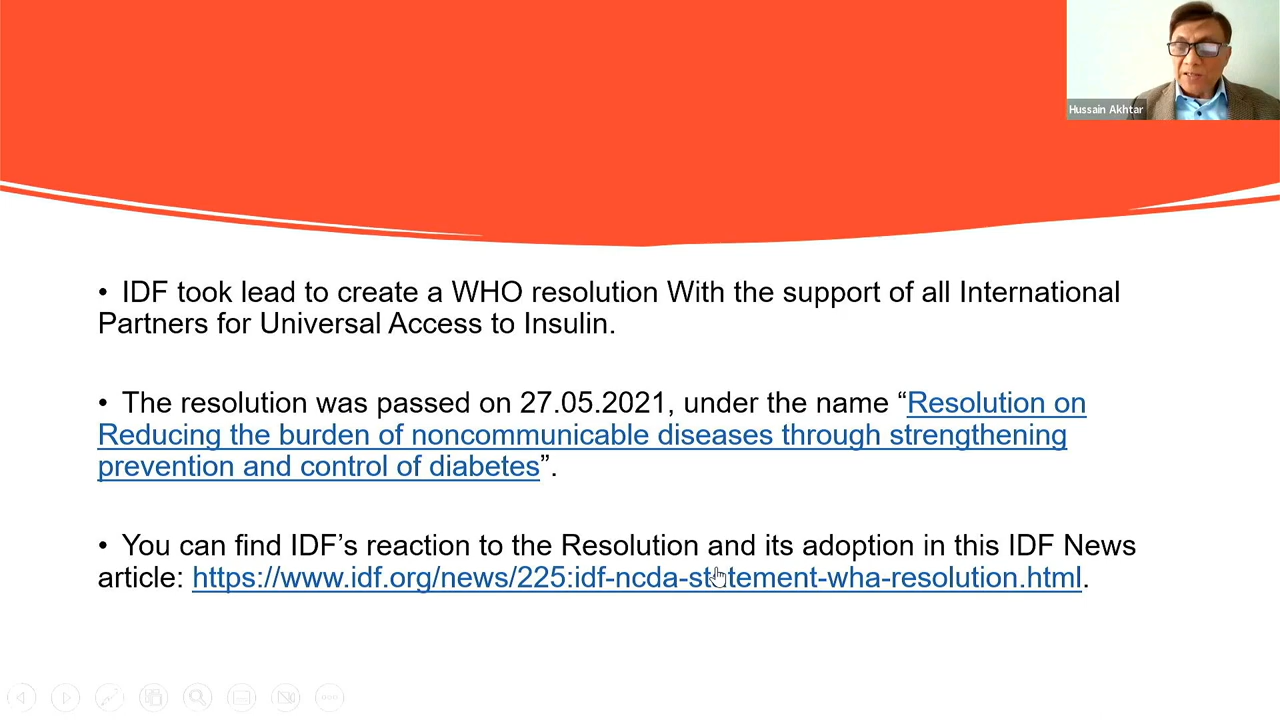 Hussain Akhtar
• IDF took lead to create a WHO resolution With the support of all International
Partners for Universal Access to Insulin.
• The resolution was passed on 27.05.2021, under the name “Resolution on
Reducing the burden of noncommunicable diseases through strengthening
prevention and control of diabetes”.
• You can find IDF’s reaction to the Resolution and its adoption in this IDF News
article: https://www.idf.org/news/225:idf-ncda-statement-wha-resolution.html.